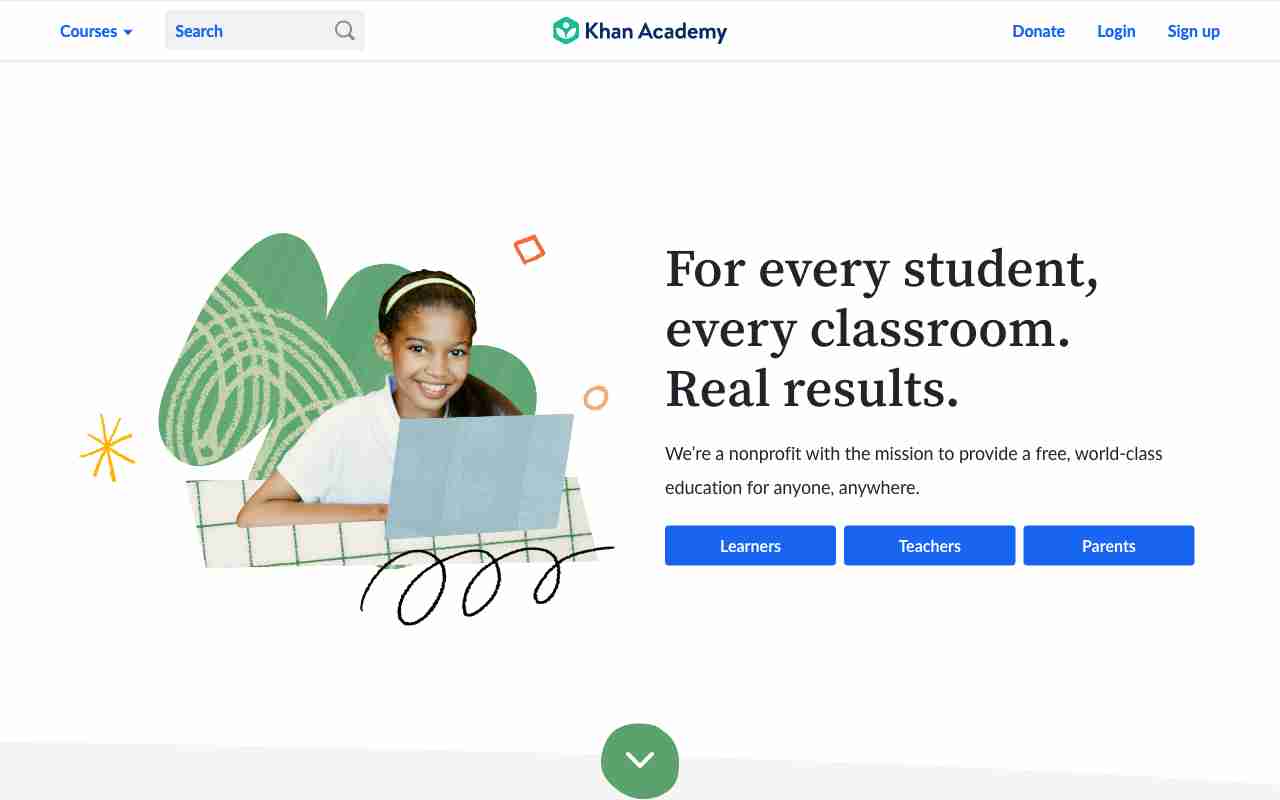 Courses
Search
Khan Academy
Donate
Login
Sign up
For every student,
every classroom.
Real results.
We're a nonprofit with the mission to provide a free, world-class
education for anyone, anywhere.
Learners
Teachers
Parents